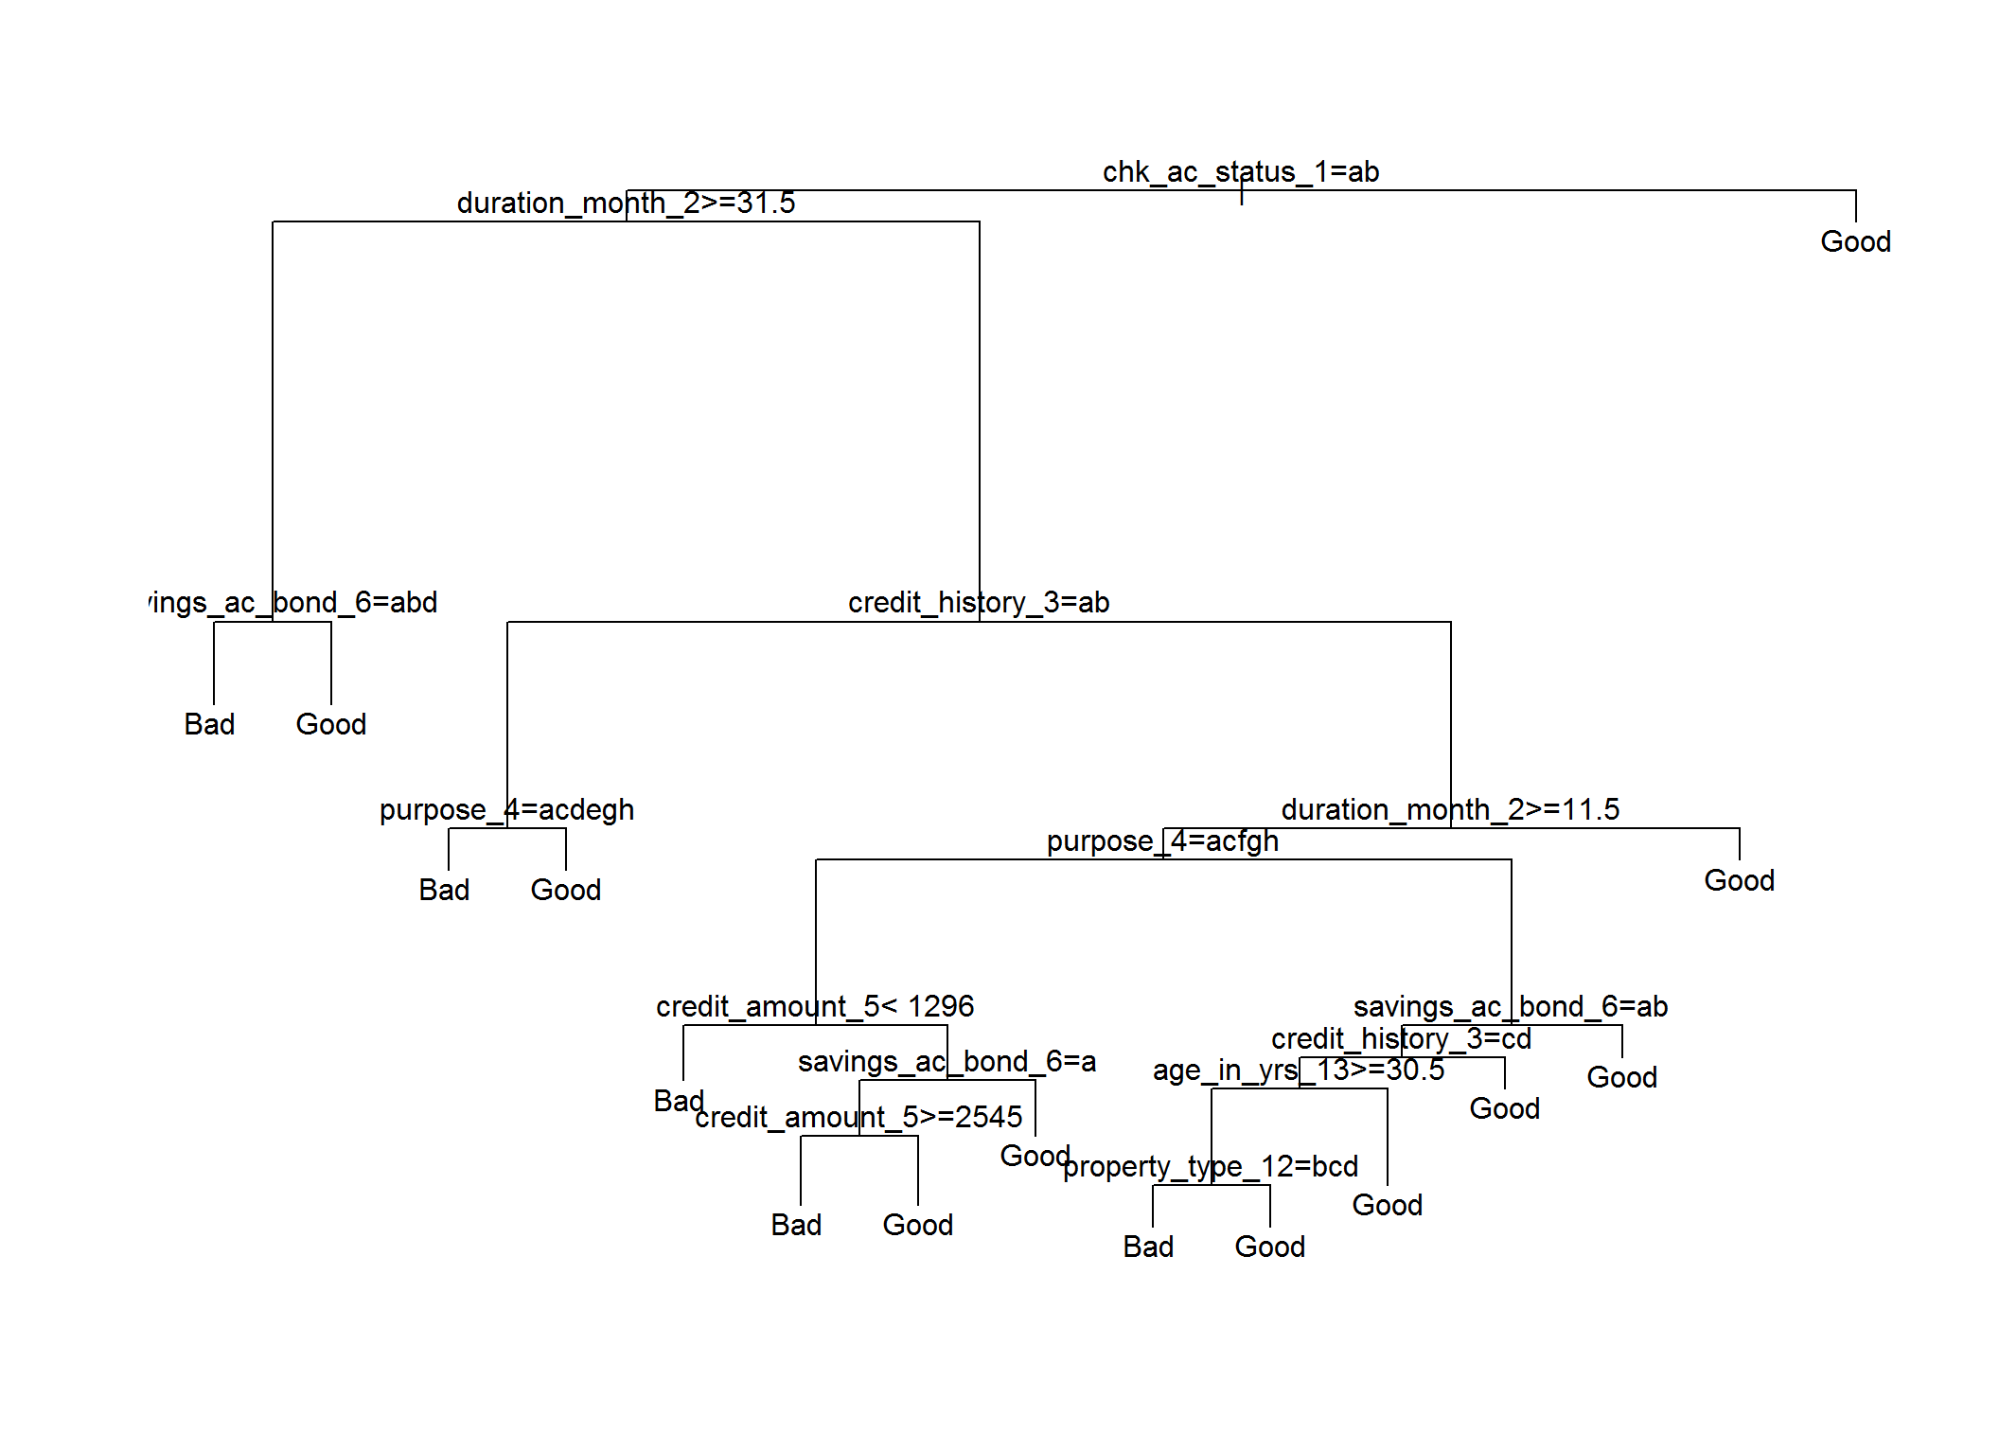 chk_ac_status_1=ab
duration_month_2>=31.5
Good
ings_ac_bond_6=abd
credit_history_3=ab
Bad
Good
purpose_4=acdegh
duration_month_2>=11.5
purpose_4=acfgh
Bad
Good
Good
credit_amount_5< 1296
savings_ac_bond_6=ab
credit_history_3=cd
savings_ac_bond_6=a
age_in_yrs_13>=30.5
Good
Bad
credit_amount_5>=2545
Good
Good
property_type_12=bcd
Good
Bad
Good
Bad
Good